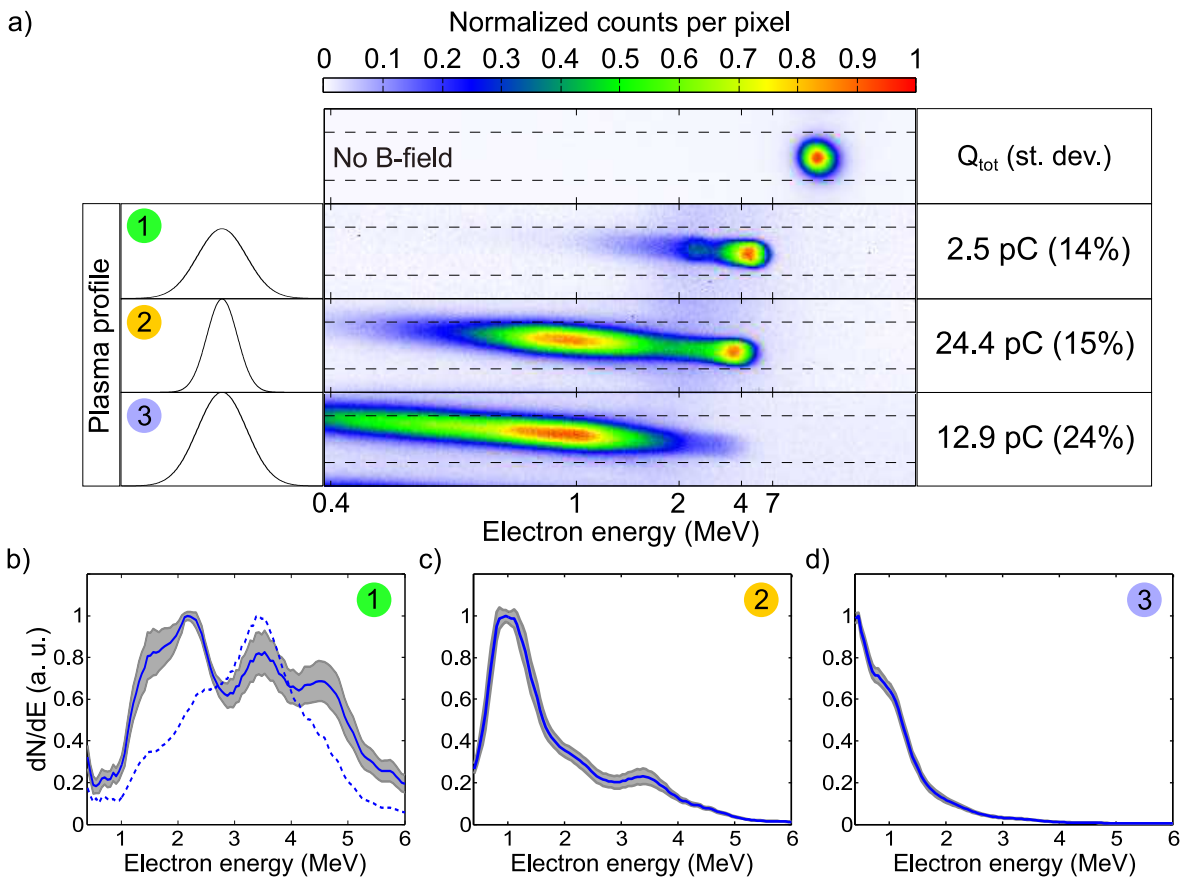 a)
Normalized counts per pixel
0 0.1 0.2 0.3 0.4 0.5 0.6 0.7 0.8 0.9 1
No B-field
Q_tot (st. dev.)
Plasma profile
1
2.5 pC (14%)
2
24.4 pC (15%)
3
12.9 pC (24%)
0.4 1 2 4 7
Electron energy (MeV)
b)
1
dN/dE (a. u.)
1
0.8
0.6
0.4
0.2
0
1 2 3 4 5 6
Electron energy (MeV)
c)
2
1
0.8
0.6
0.4
0.2
0
1 2 3 4 5 6
Electron energy (MeV)
d)
3
1
0.8
0.6
0.4
0.2
0
1 2 3 4 5 6
Electron energy (MeV)